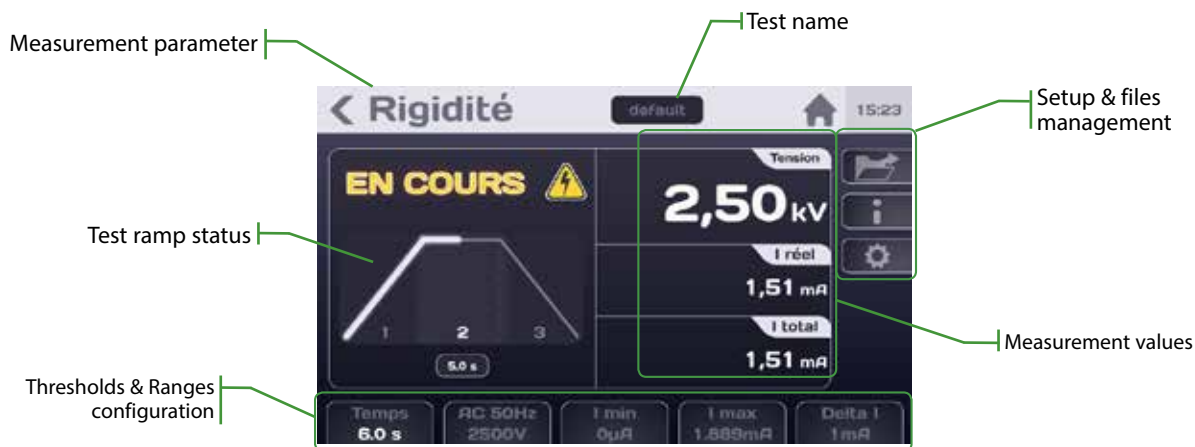 Test name
Measurement parameter
Setup & files
management
Rigidité
default
15:23
EN COURS
Tension
2,50 kV
I réel
1,51 mA
I total
1,51 mA
Test ramp status
1
2
3
5.0 s
Measurement values
Thresholds & Ranges
configuration
Temps
6.0 s
AC 50Hz
2500V
I min
0µA
I max
1.889mA
Delta I
1mA